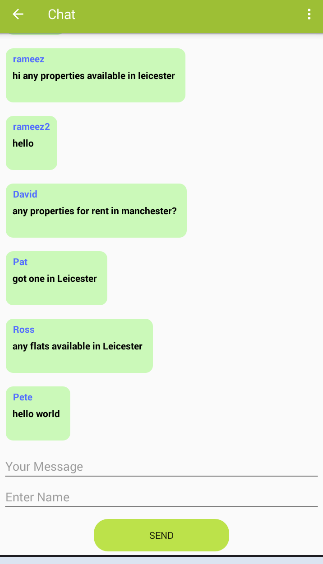 Chat
rameez
hi any properties available in leicester
rameez2
hello
David
any properties for rent in manchester?
Pat
got one in Leicester
Ross
any flats available in Leicester
Pete
hello world
Your Message
Enter Name
SEND